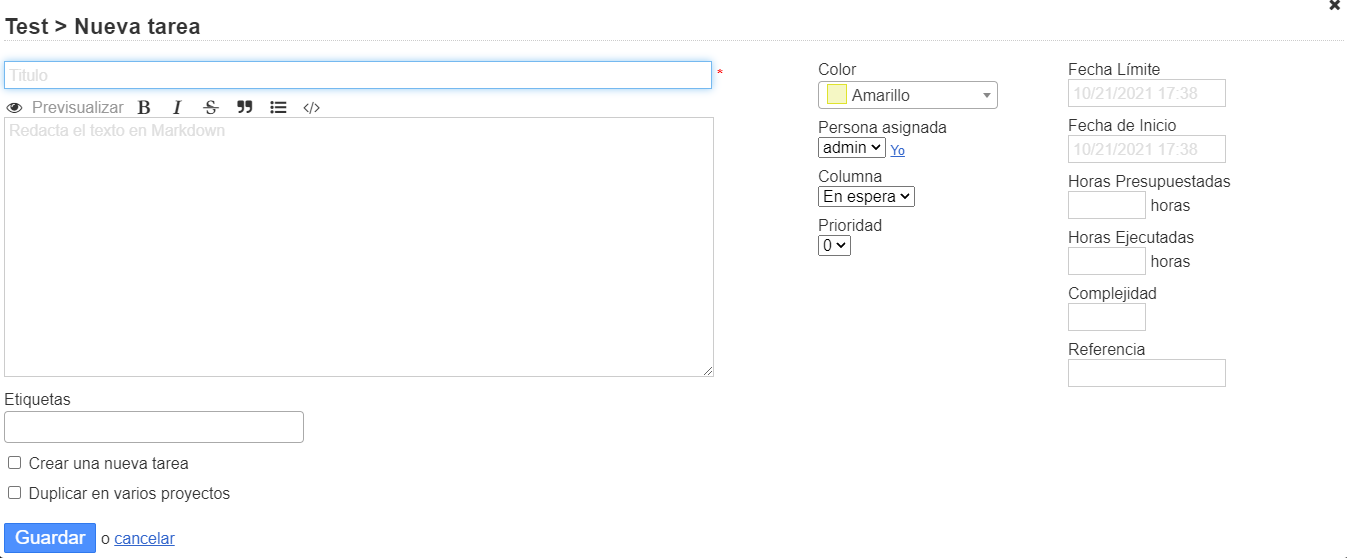 Test > Nueva tarea
Titulo
*
Previsualizar B I S </>
Redacta el texto en Markdown
Etiquetas
Crear una nueva tarea
Duplicar en varios proyectos
Guardar o cancelar
Color
Amarillo
Persona asignada
admin Yo
Columna
En espera
Prioridad
0
Fecha Límite
10/21/2021 17:38
Fecha de Inicio
10/21/2021 17:38
Horas Presupuestadas
horas
Horas Ejecutadas
horas
Complejidad
Referencia